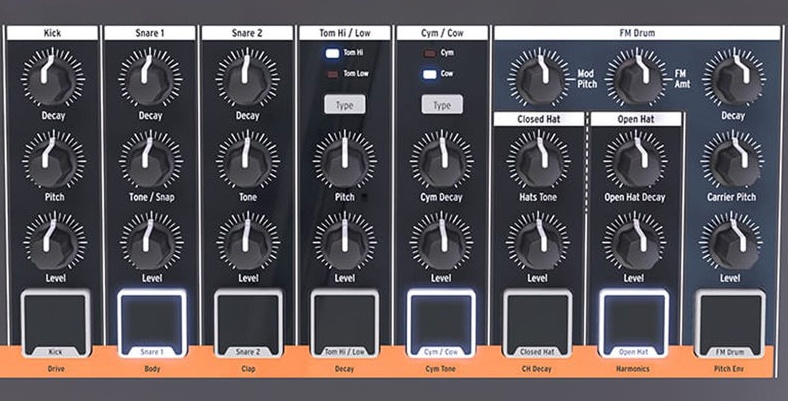 Kick
Snare 1
Snare 2
Tom Hi / Low
Cym / Cow
FM Drum
Tom Hi
Cym
Tom Low
Cow
Mod
Pitch
FM
Amt
Type
Type
Decay
Decay
Decay
Decay
Closed Hat
Open Hat
Pitch
Tone / Snap
Tone
Pitch
Cym Decay
Hats Tone
Open Hat Decay
Carrier Pitch
Level
Level
Level
Level
Level
Level
Level
Level
Kick
Snare 1
Snare 2
Tom Hi / Low
Cym / Cow
Closed Hat
Open Hat
FM Drum
Drive
Body
Clap
Decay
Cym Tone
CH Decay
Harmonics
Pitch Env